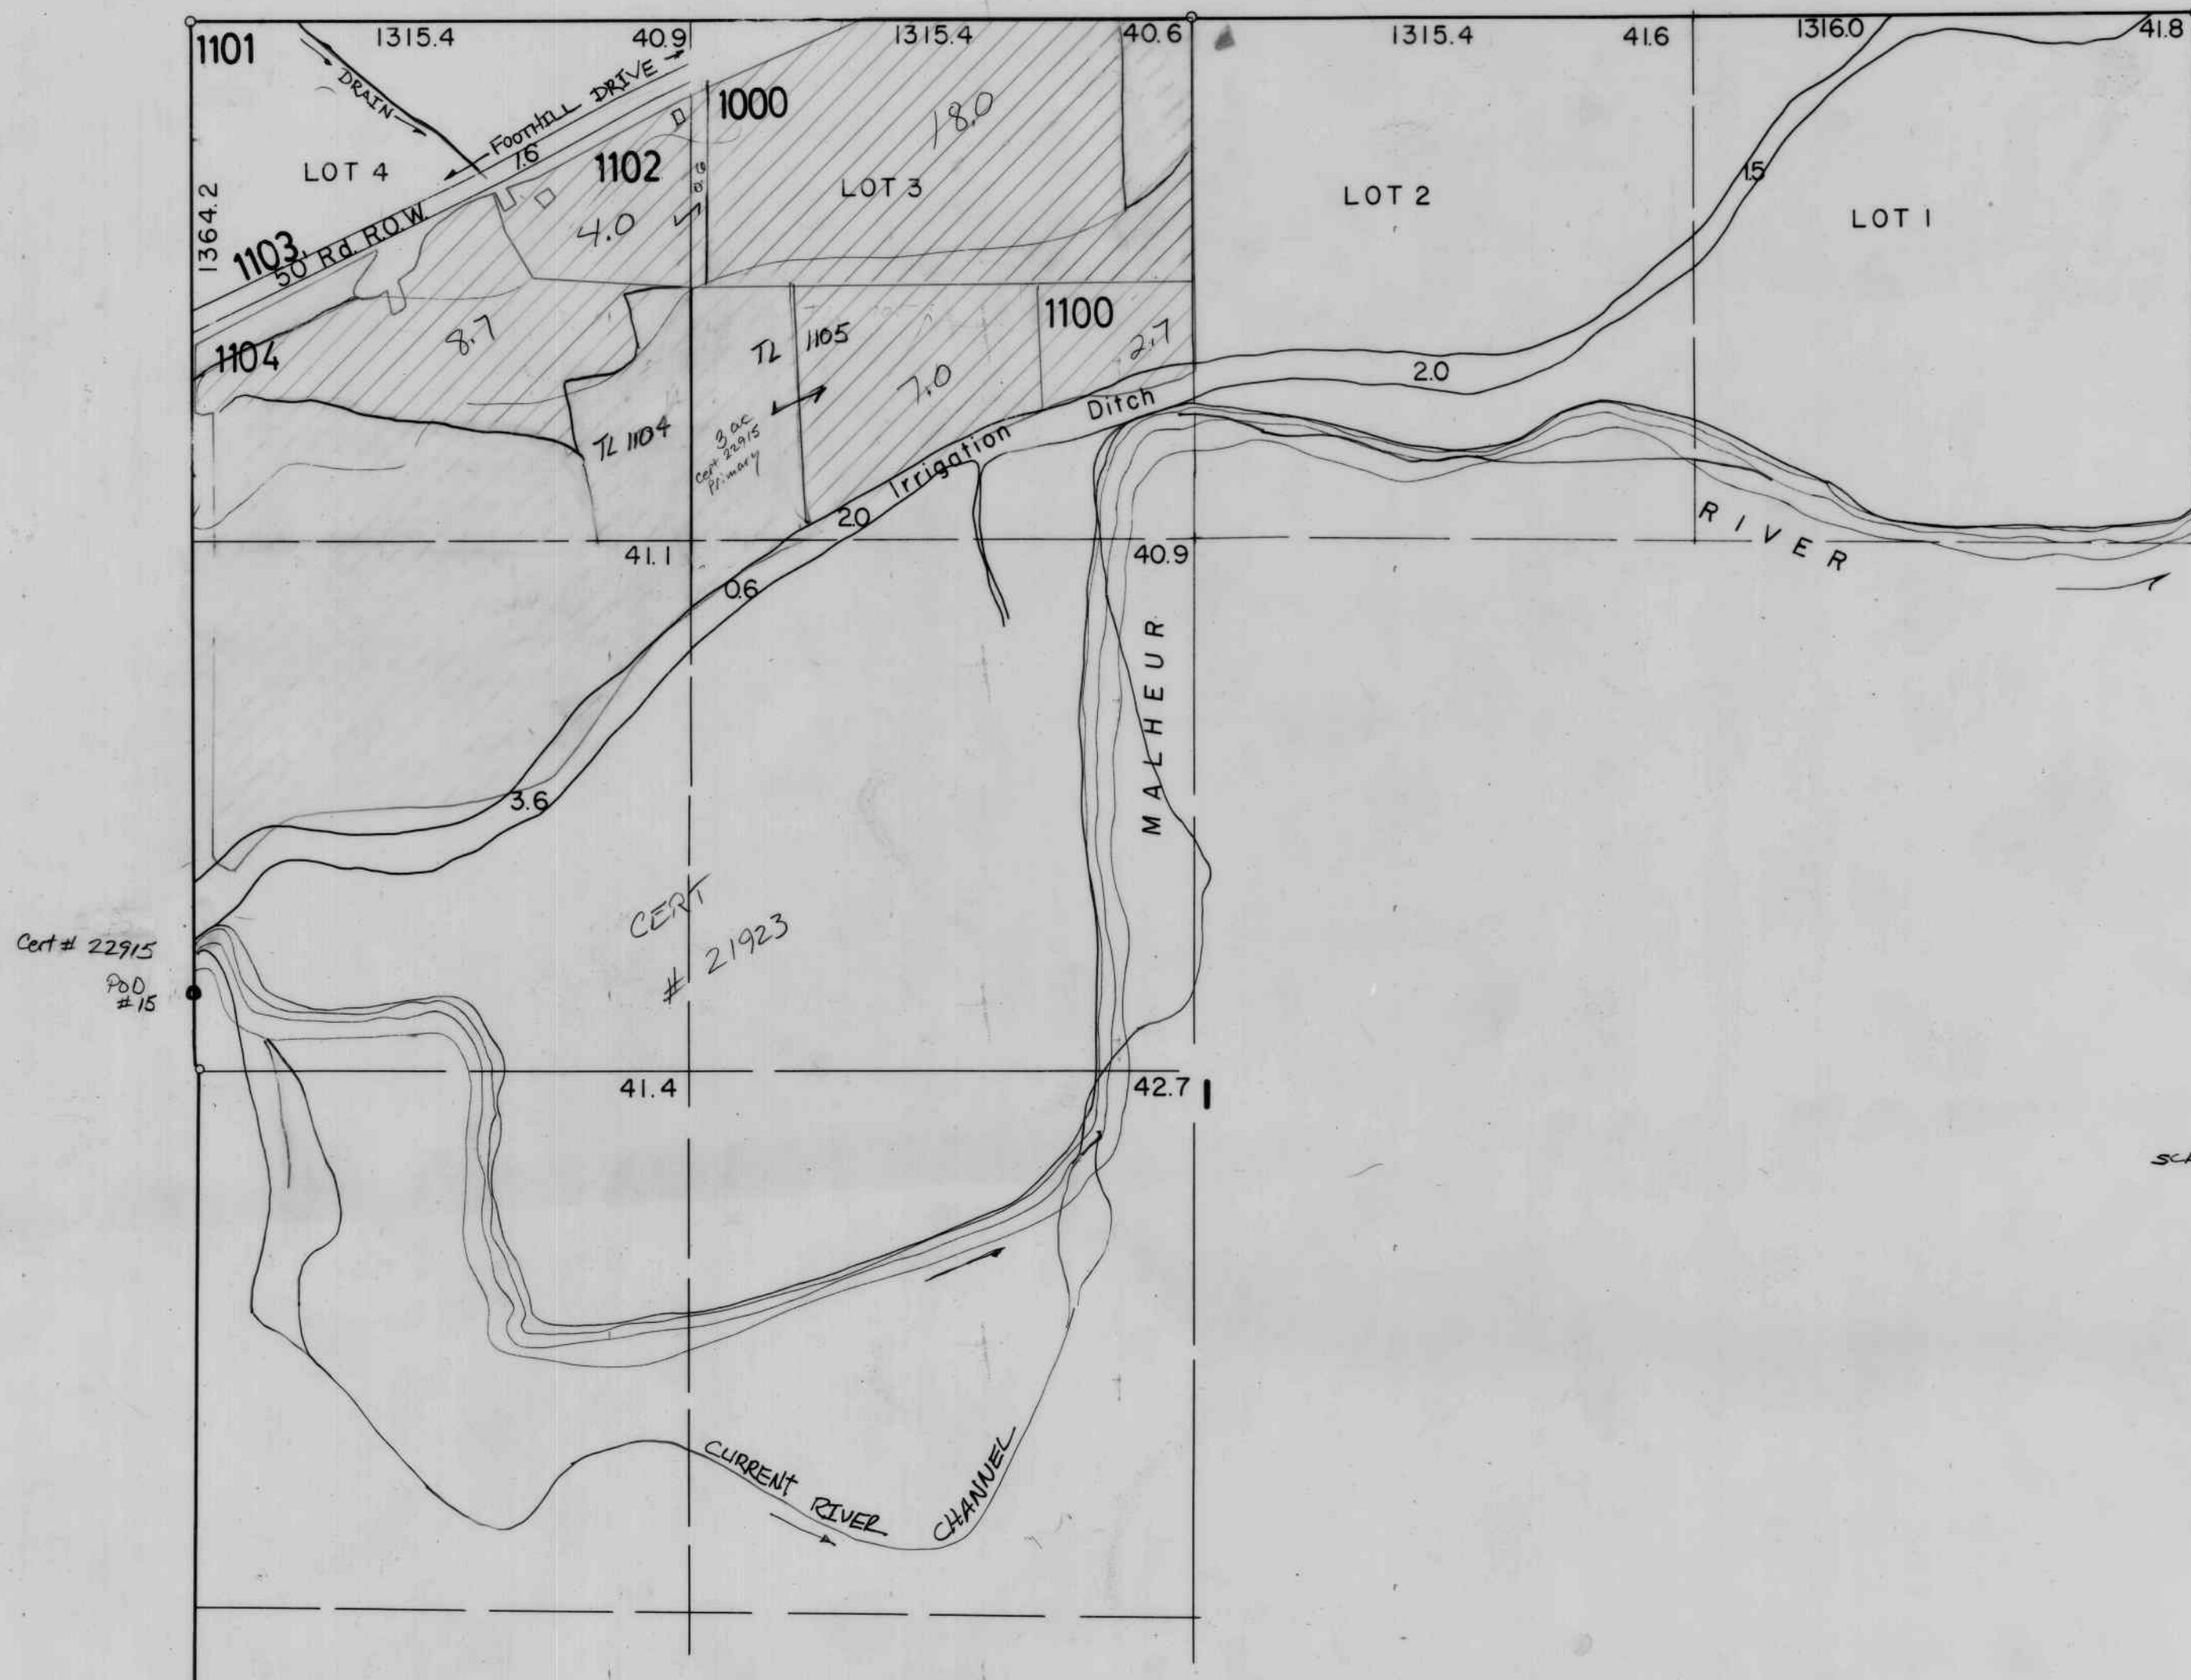 1101
1315.4
40.9
1315.4
40.6
1315.4
41.6
1316.0
41.8
DRAIN
FOOTHILL DRIVE
1.6
1000
18.0
LOT 4
1102
LOT 3
LOT 2
1.5
LOT 1
1364.2
4.0
1103
50' Rd. R.O.W.
8.7
1104
TL 1105
1100
2.7
7.0
2.0
TL 1104
3 ac
Cert 22915
Primary
Irrigation Ditch
2.0
RIVER
41.1
40.9
0.6
MALHEUR
3.6
CERT
# 21923
Cert # 22915
POD
#15
41.4
42.7
1
CURRENT RIVER CHANNEL